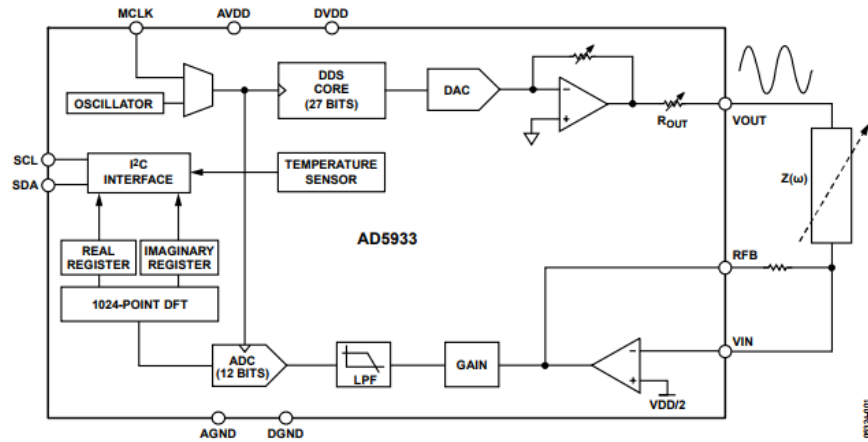 MCLK
AVDD
DVDD
OSCILLATOR
DDS
CORE
(27 BITS)
DAC
ROUT
VOUT
SCL
SDA
I2C
INTERFACE
TEMPERATURE
SENSOR
Z(ω)
AD5933
REAL
REGISTER
IMAGINARY
REGISTER
RFB
1024-POINT DFT
VIN
ADC
(12 BITS)
LPF
GAIN
VDD/2
AGND
DGND